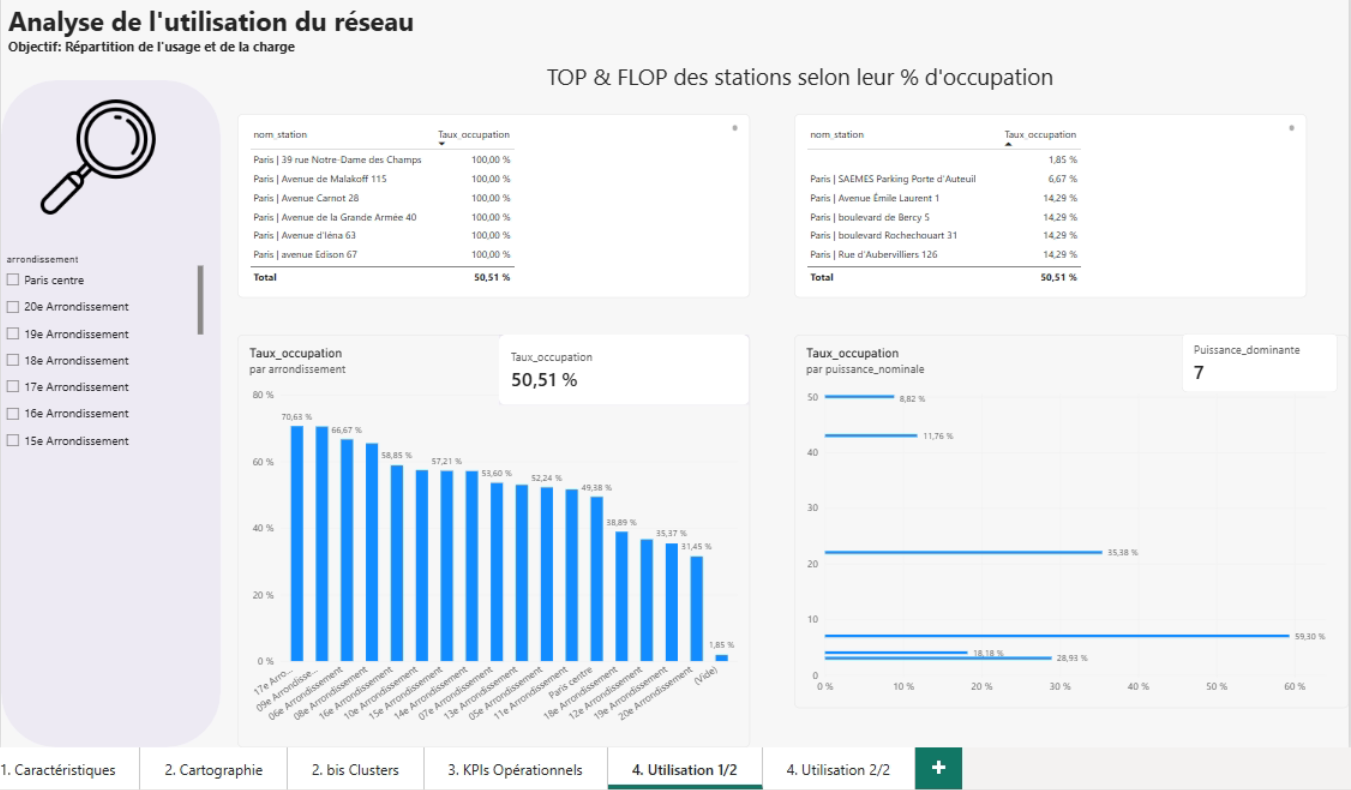 Analyse de l'utilisation du réseau
Objectif: Répartition de l'usage et de la charge
TOP & FLOP des stations selon leur % d'occupation
arrondissement
Paris centre
20e Arrondissement
19e Arrondissement
18e Arrondissement
17e Arrondissement
16e Arrondissement
15e Arrondissement
nom_station Taux_occupation
Paris | 39 rue Notre-Dame des Champs 100,00 %
Paris | Avenue de Malakoff 115 100,00 %
Paris | Avenue Carnot 28 100,00 %
Paris | Avenue de la Grande Armée 40 100,00 %
Paris | Avenue d'Iéna 63 100,00 %
Paris | avenue Edison 67 100,00 %
Total 50,51 %
nom_station Taux_occupation
1,85 %
Paris | SAEMES Parking Porte d'Auteuil 6,67 %
Paris | Avenue Émile Laurent 1 14,29 %
Paris | boulevard de Bercy 5 14,29 %
Paris | boulevard Rochechouart 31 14,29 %
Paris | Rue d'Aubervilliers 126 14,29 %
Total 50,51 %
Taux_occupation
par arrondissement
Taux_occupation
50,51 %
80 %
60 %
40 %
20 %
0 %
70,63 %
66,67 %
58,85 %
57,21 %
53,60 %
52,24 %
49,38 %
38,89 %
35,37 %
31,45 %
1,85 %
17e Arro...
09e Arrondisse...
06e Arrondissement
08e Arrondissement
16e Arrondissement
10e Arrondissement
15e Arrondissement
14e Arrondissement
07e Arrondissement
13e Arrondissement
05e Arrondissement
11e Arrondissement
Paris centre
18e Arrondissement
12e Arrondissement
19e Arrondissement
20e Arrondissement
(Vide)
Taux_occupation
par puissance_nominale
Puissance_dominante
7
50
40
30
20
10
0
8,82 %
11,76 %
35,38 %
59,30 %
18,18 %
28,93 %
0 % 10 % 20 % 30 % 40 % 50 % 60 %
1. Caractéristiques
2. Cartographie
2. bis Clusters
3. KPIs Opérationnels
4. Utilisation 1/2
4. Utilisation 2/2
+